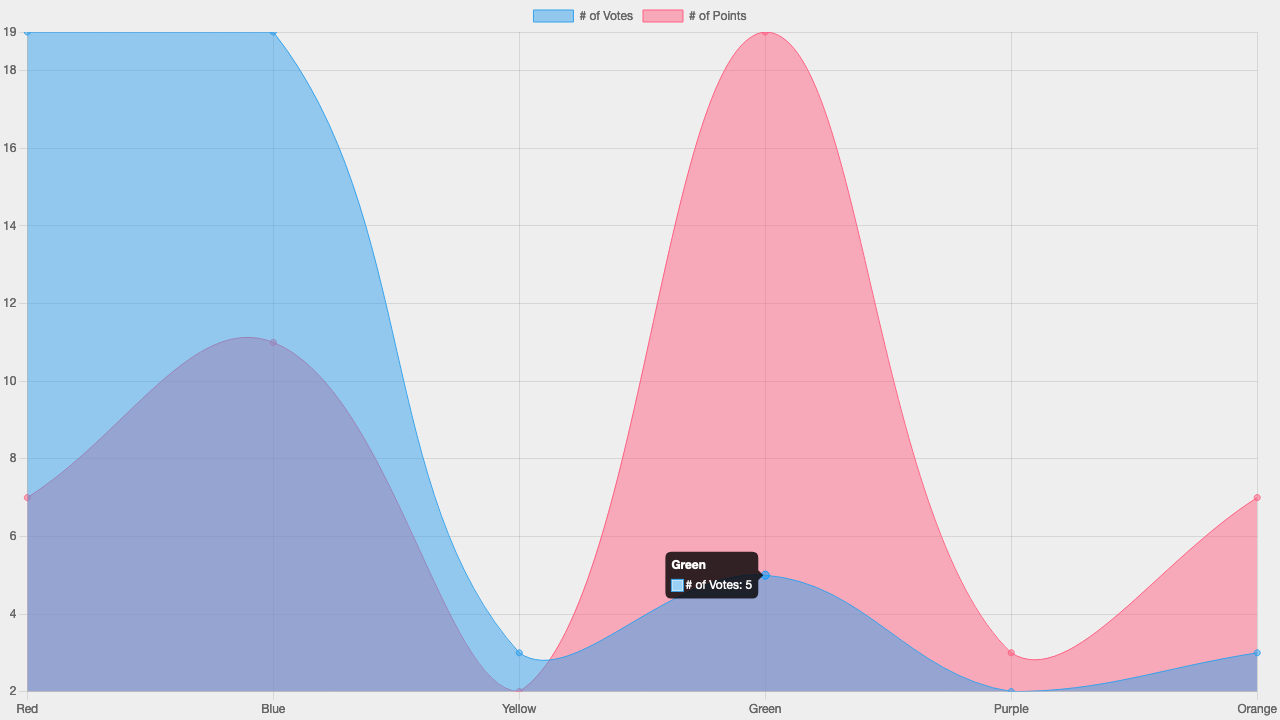 # of Votes # of Points
19
18
16
14
12
10
8
6
4
2
Green
# of Votes: 5
Red Blue Yellow Green Purple Orange